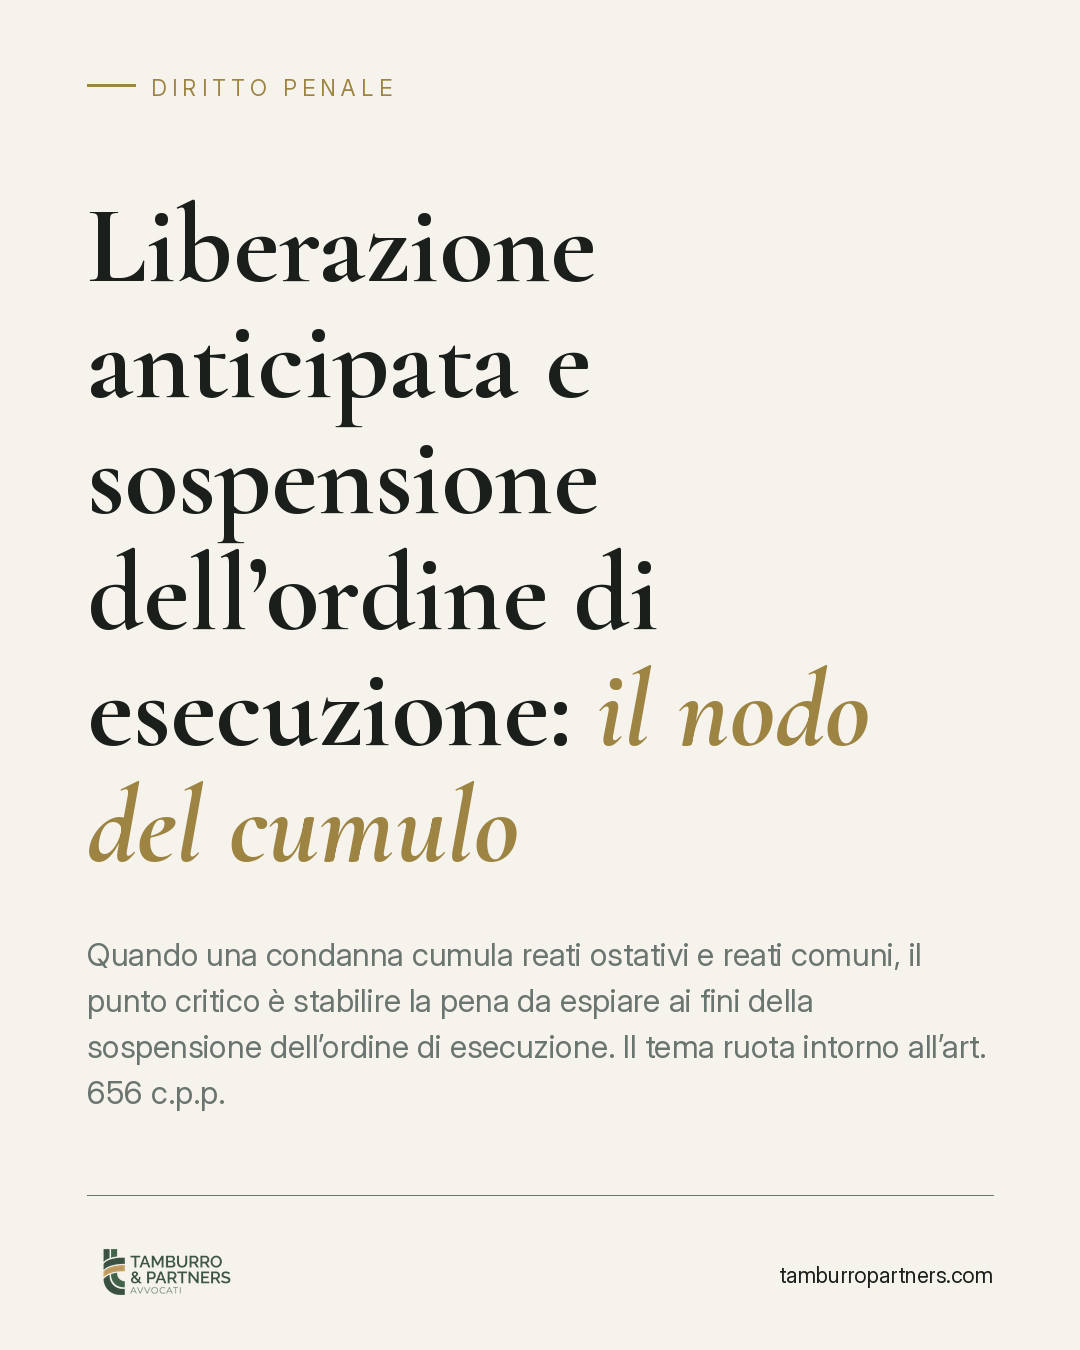 DIRITTO PENALE
Liberazione
anticipata e
sospensione
dell’ordine di
esecuzione: il nodo
del cumulo
Quando una condanna cumula reati ostativi e reati comuni, il
punto critico è stabilire la pena da espiare ai fini della
sospensione dell’ordine di esecuzione. Il tema ruota intorno all’art.
656 c.p.p.
TAMBURRO
& PARTNERS
AVVOCATI
tamburropartners.com